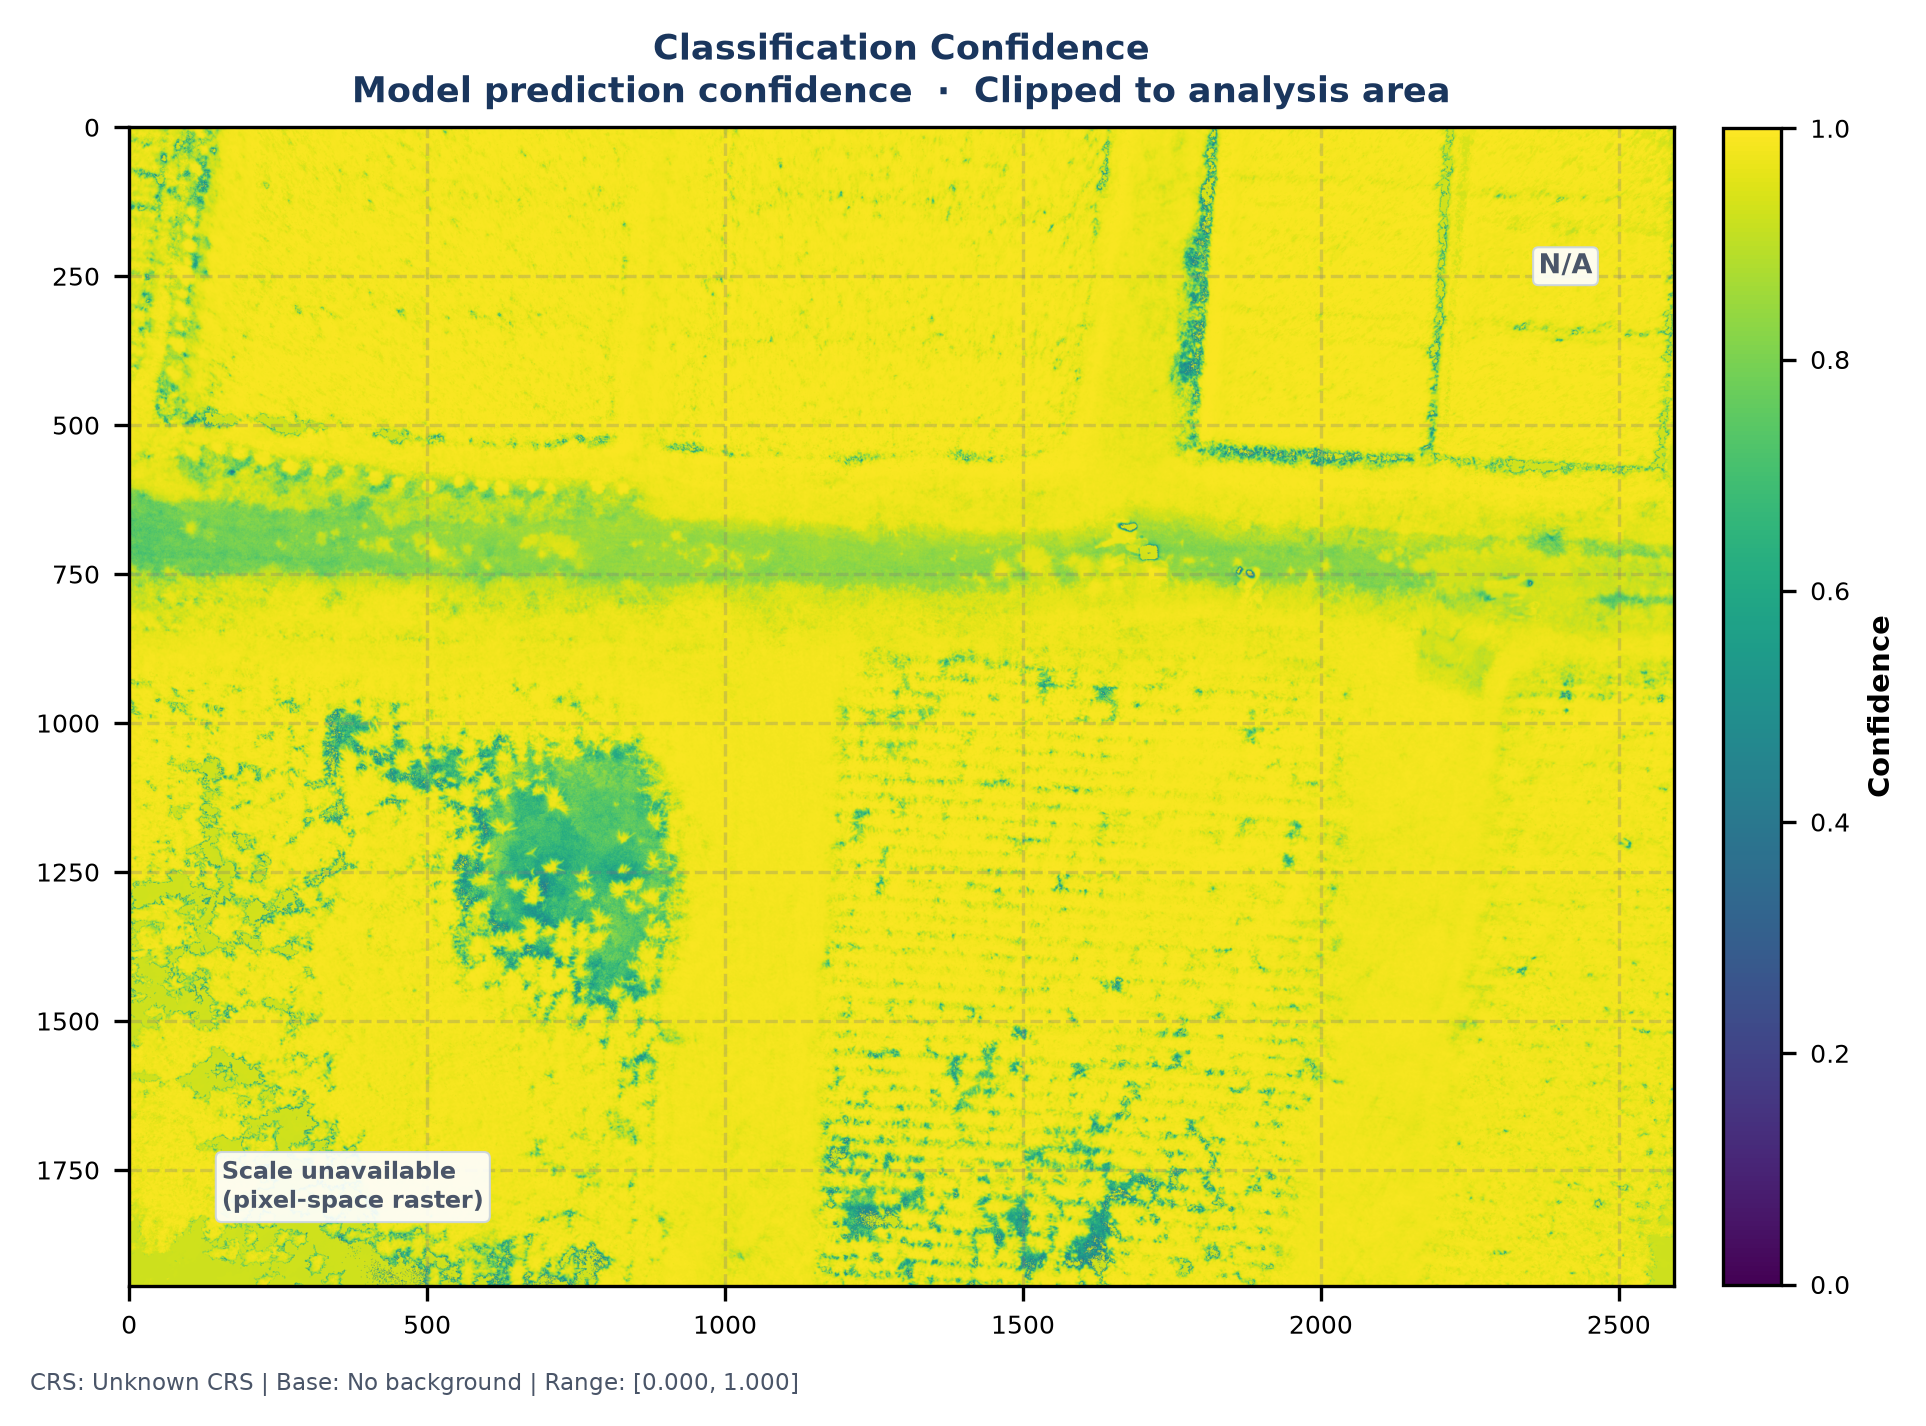 Classification Confidence
Model prediction confidence · Clipped to analysis area
0
250
500
750
1000
1250
1500
1750
0
500
1000
1500
2000
2500
N/A
Scale unavailable
(pixel-space raster)
1.0
0.8
0.6
0.4
0.2
0.0
Confidence
CRS: Unknown CRS | Base: No background | Range: [0.000, 1.000]